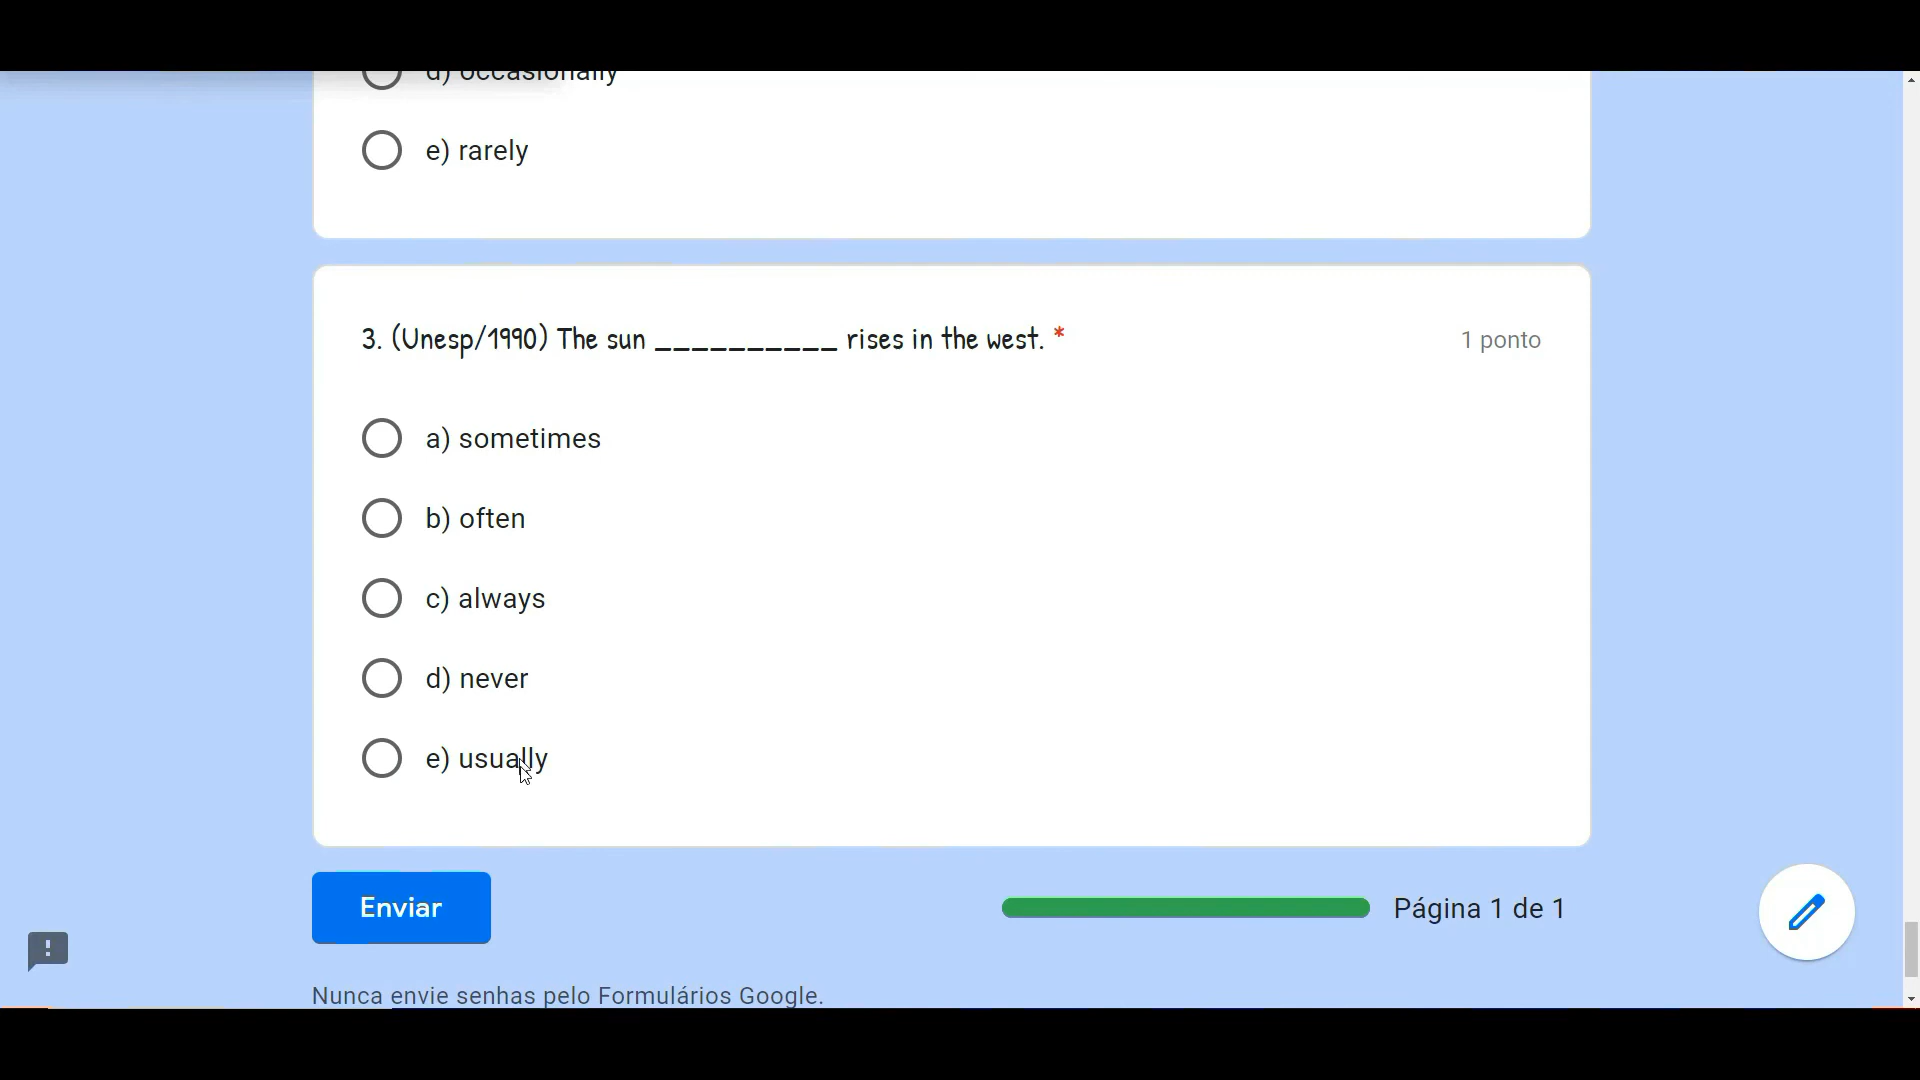 d) occasionally
e) rarely
3. (Unesp/1990) The sun __________ rises in the west. *
1 ponto
a) sometimes
b) often
c) always
d) never
e) usually
Enviar
Página 1 de 1
Nunca envie senhas pelo Formulários Google.